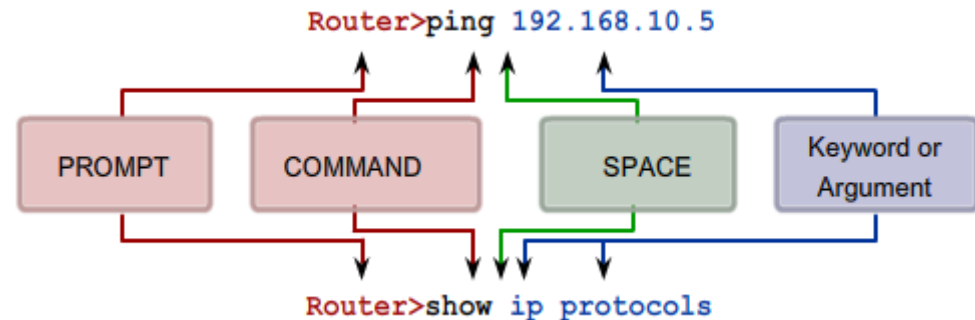 Router>ping 192.168.10.5
PROMPT
COMMAND
SPACE
Keyword or
Argument
Router>show ip protocols